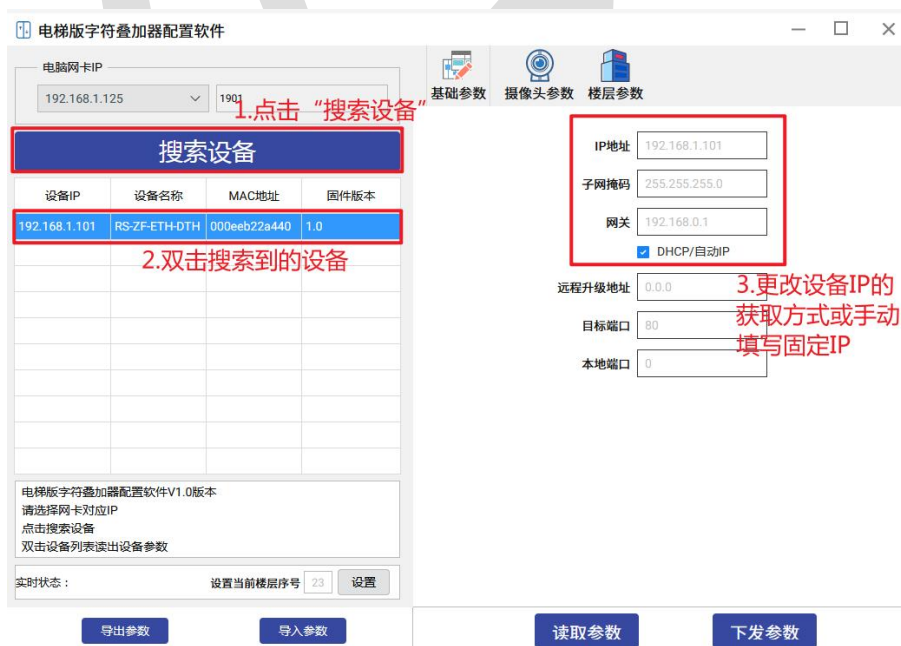 电梯版字符叠加器配置软件
电脑网卡IP
192.168.1.125
1901
1.点击“搜索设备”
搜索设备
设备IP 设备名称 MAC地址 固件版本
192.168.1.101 RS-ZF-ETH-DTH 000eeb22a440 1.0
2.双击搜索到的设备
电梯版字符叠加器配置软件V1.0版本
请选择网卡对应IP
点击搜索设备
双击设备列表读出设备参数
实时状态： 设置当前楼层序号 23 设置
导出参数 导入参数
基础参数 摄像头参数 楼层参数
IP地址 192.168.1.101
子网掩码 255.255.255.0
网关 192.168.0.1
DHCP/自动IP
远程升级地址 0.0.0
目标端口 80
本地端口 0
3.更改设备IP的
获取方式或手动
填写固定IP
读取参数 下发参数